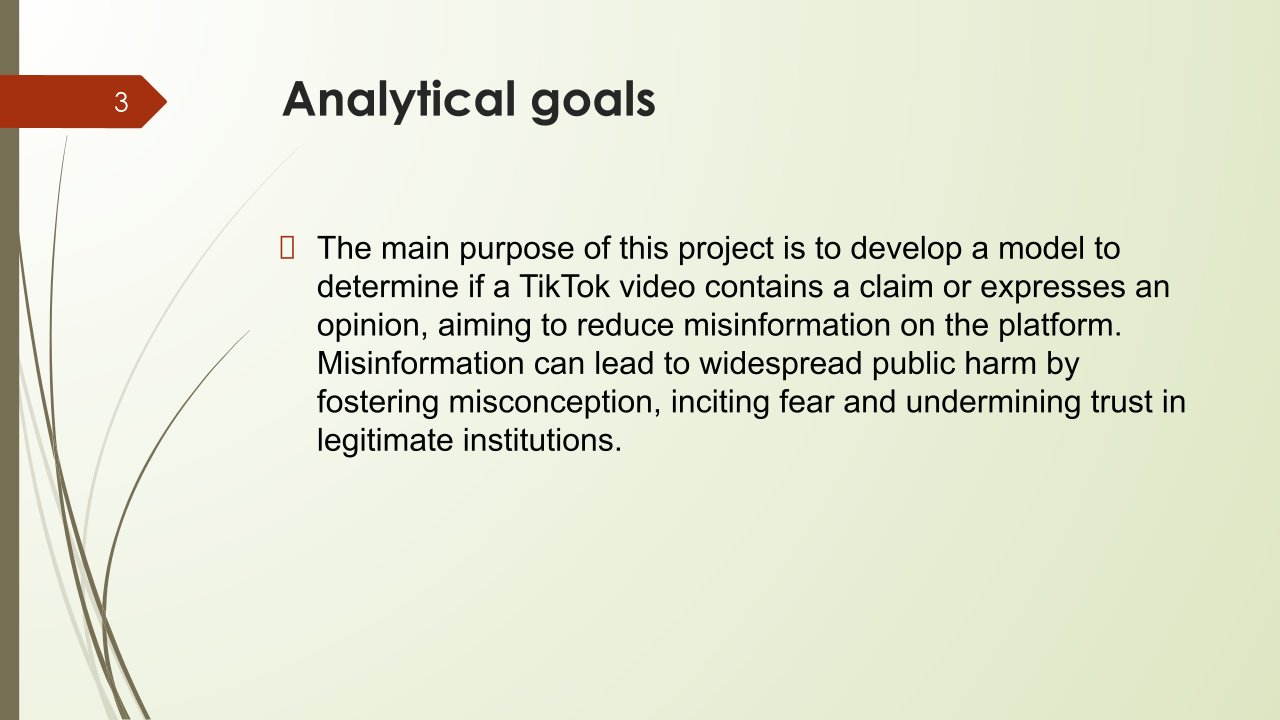 3
Analytical goals
The main purpose of this project is to develop a model to
determine if a TikTok video contains a claim or expresses an
opinion, aiming to reduce misinformation on the platform.
Misinformation can lead to widespread public harm by
fostering misconception, inciting fear and undermining trust in
legitimate institutions.